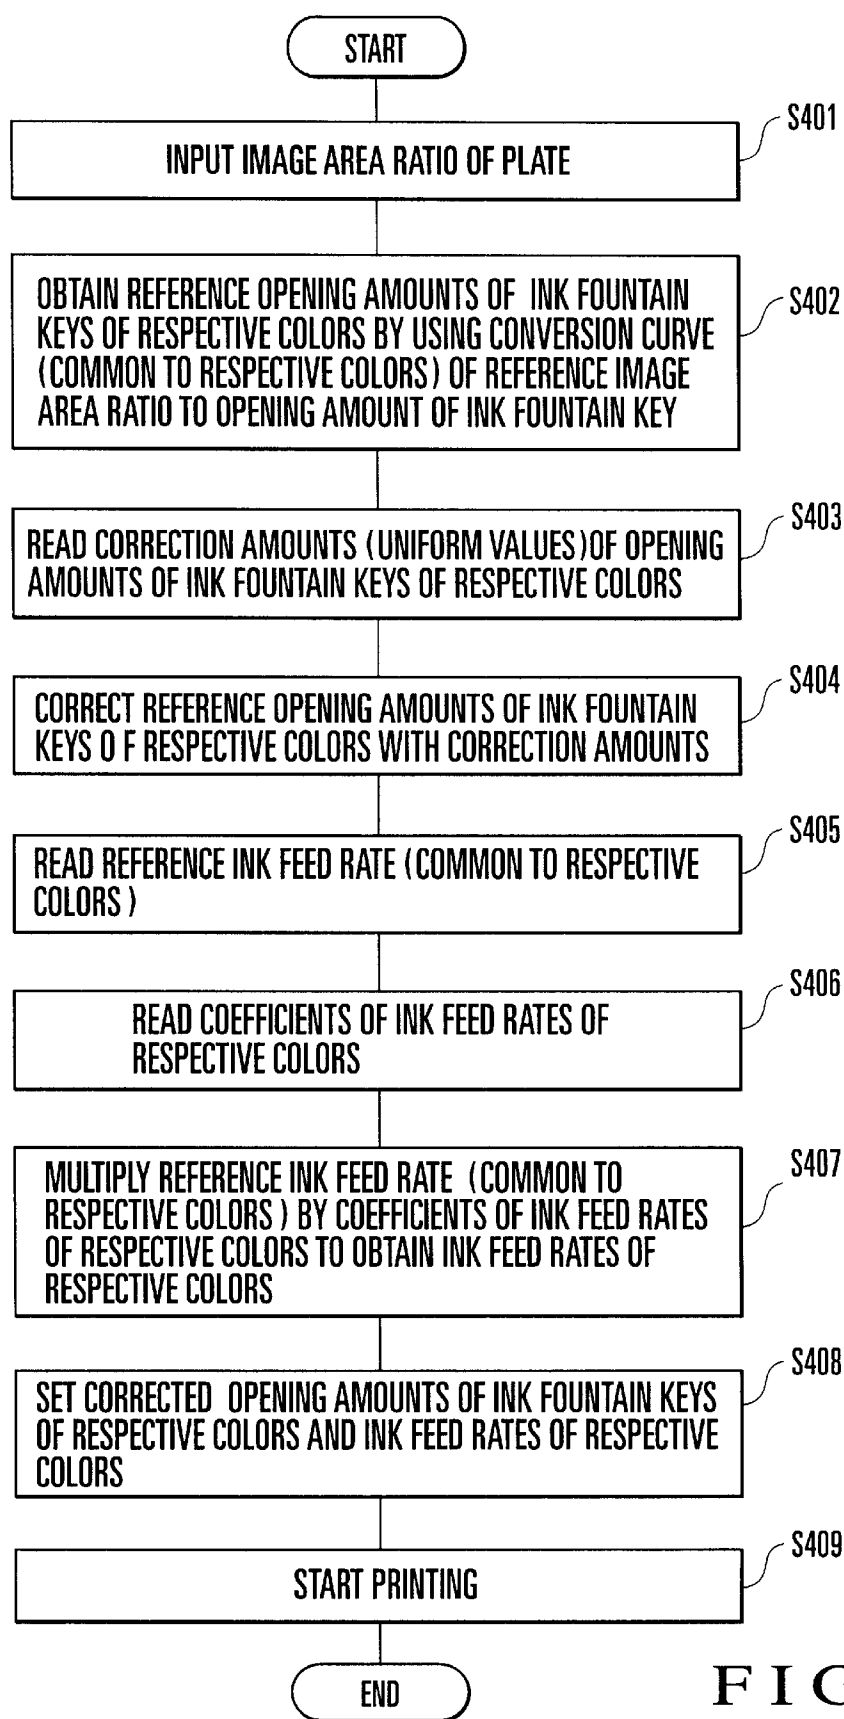 START
S401
INPUT IMAGE AREA RATIO OF PLATE
S402
OBTAIN REFERENCE OPENING AMOUNTS OF INK FOUNTAIN
KEYS OF RESPECTIVE COLORS BY USING CONVERSION CURVE
(COMMON TO RESPECTIVE COLORS) OF REFERENCE IMAGE
AREA RATIO TO OPENING AMOUNT OF INK FOUNTAIN KEY
S403
READ CORRECTION AMOUNTS (UNIFORM VALUES) OF OPENING
AMOUNTS OF INK FOUNTAIN KEYS OF RESPECTIVE COLORS
S404
CORRECT REFERENCE OPENING AMOUNTS OF INK FOUNTAIN
KEYS O F RESPECTIVE COLORS WITH CORRECTION AMOUNTS
S405
READ REFERENCE INK FEED RATE (COMMON TO RESPECTIVE
COLORS)
S406
READ COEFFICIENTS OF INK FEED RATES OF
RESPECTIVE COLORS
S407
MULTIPLY REFERENCE INK FEED RATE (COMMON TO
RESPECTIVE COLORS) BY COEFFICIENTS OF INK FEED RATES
OF RESPECTIVE COLORS TO OBTAIN INK FEED RATES OF
RESPECTIVE COLORS
S408
SET CORRECTED OPENING AMOUNTS OF INK FOUNTAIN KEYS
OF RESPECTIVE COLORS AND INK FEED RATES OF RESPECTIVE
COLORS
S409
START PRINTING
END
FIG